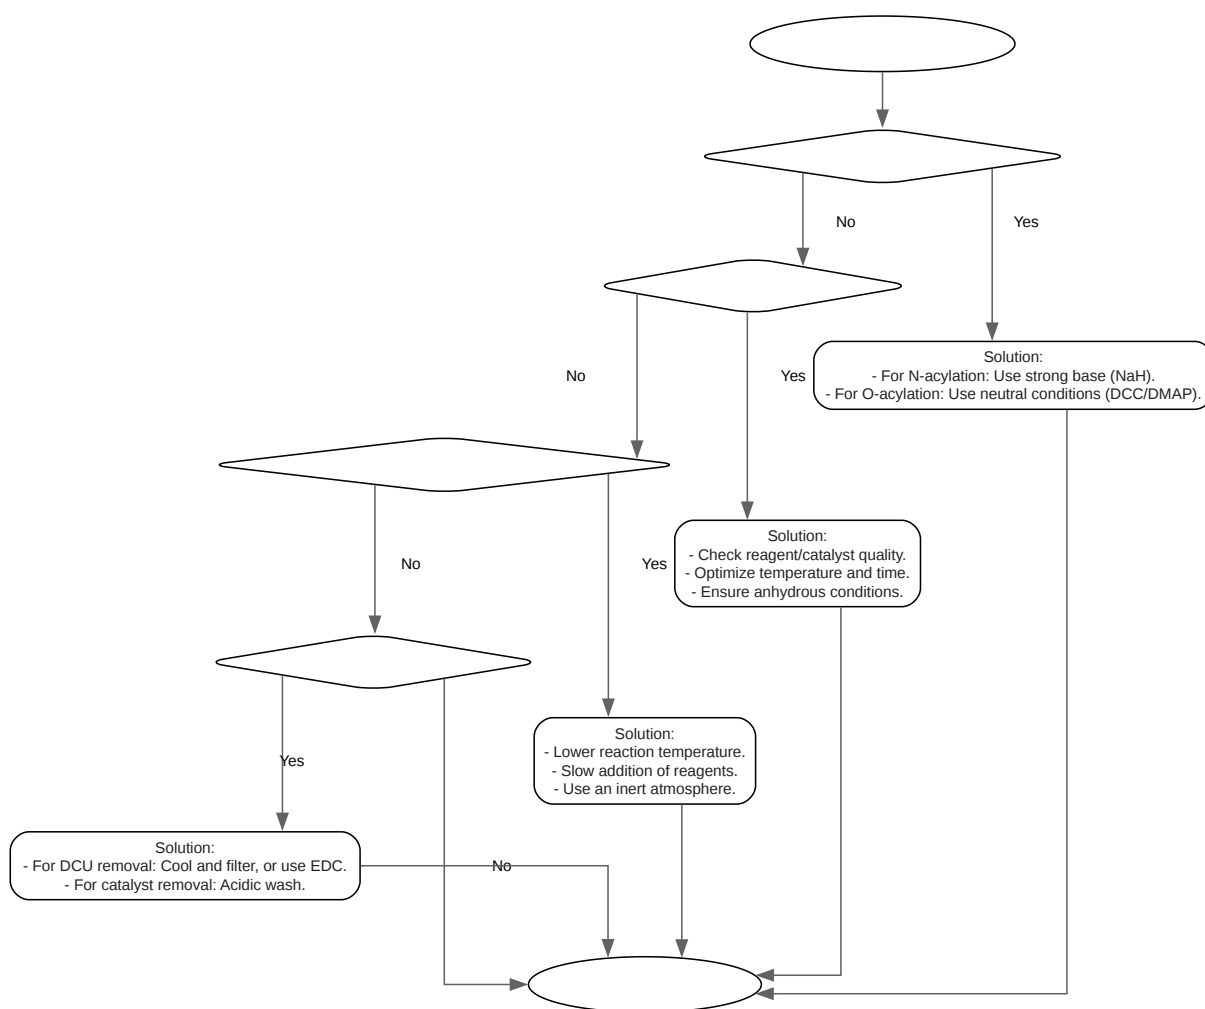 No
Yes
Solution:
- For N-acylation: Use strong base (NaH).
- For O-acylation: Use neutral conditions (DCC/DMAP).
No
Yes
Solution:
- Check reagent/catalyst quality.
- Optimize temperature and time.
- Ensure anhydrous conditions.
No
Yes
Solution:
- Lower reaction temperature.
- Slow addition of reagents.
- Use an inert atmosphere.
Yes
Solution:
- For DCU removal: Cool and filter, or use EDC.
- For catalyst removal: Acidic wash.
No